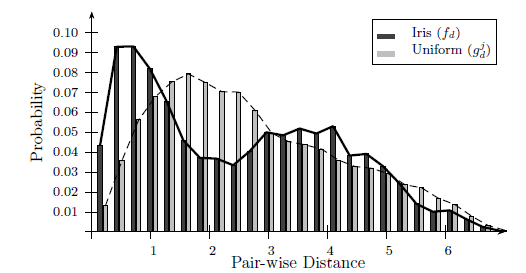 Iris (f_d)
Uniform (g_d^j)
0.10
0.09
0.08
0.07
0.06
0.05
0.04
0.03
0.02
0.01
Probability
1 2 3 4 5 6
Pair-wise Distance